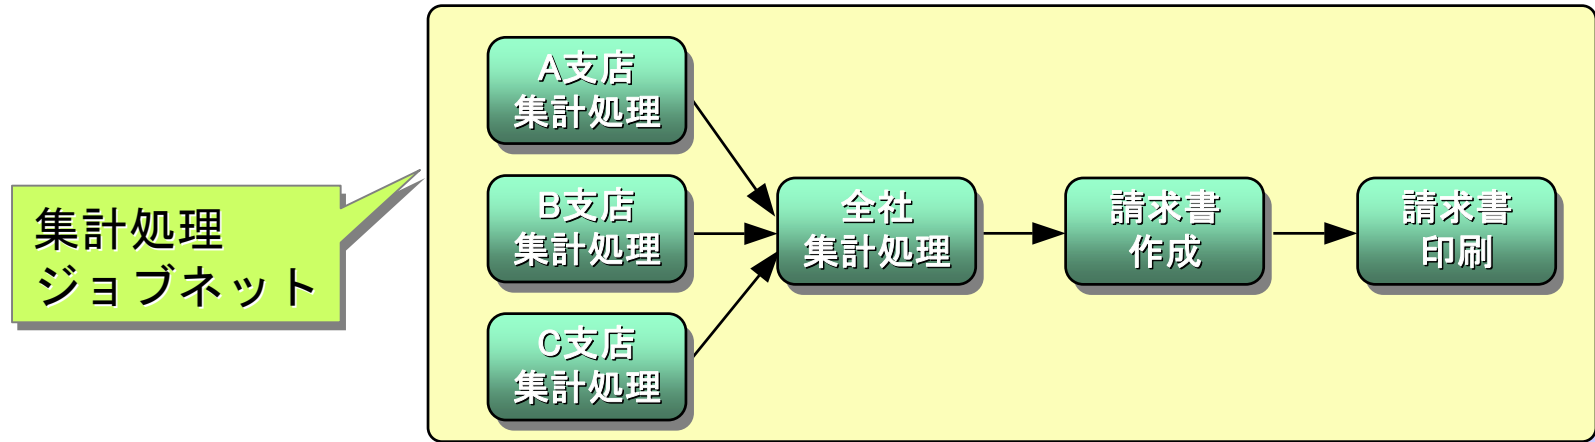 集計処理
ジョブネット
A支店
集計処理
B支店
集計処理
C支店
集計処理
全社
集計処理
請求書
作成
請求書
印刷